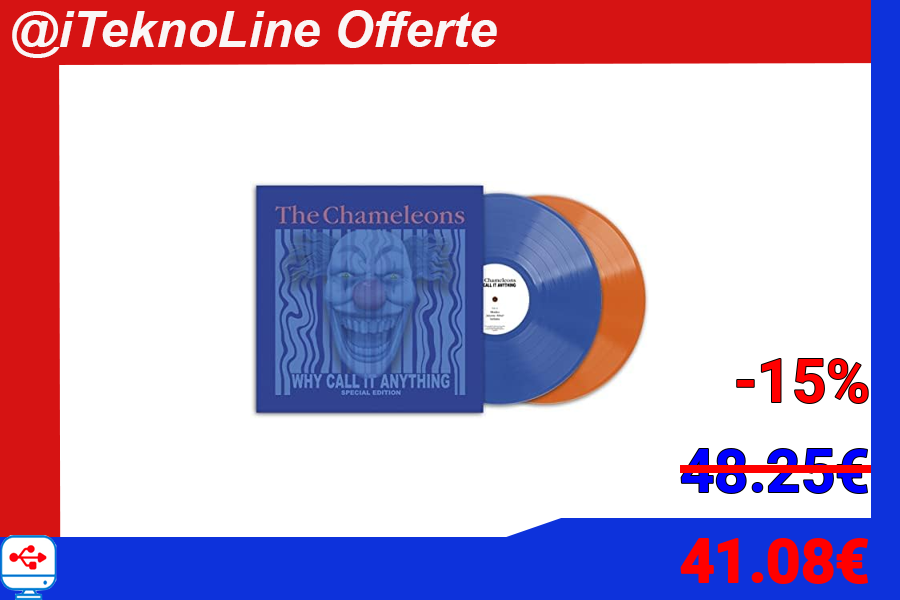 @iTeknoLine Offerte
The Chameleons
WHY CALL IT ANYTHING
SPECIAL EDITION
Chameleons
CALL IT ANYTHING
-15%
48.25€
41.08€